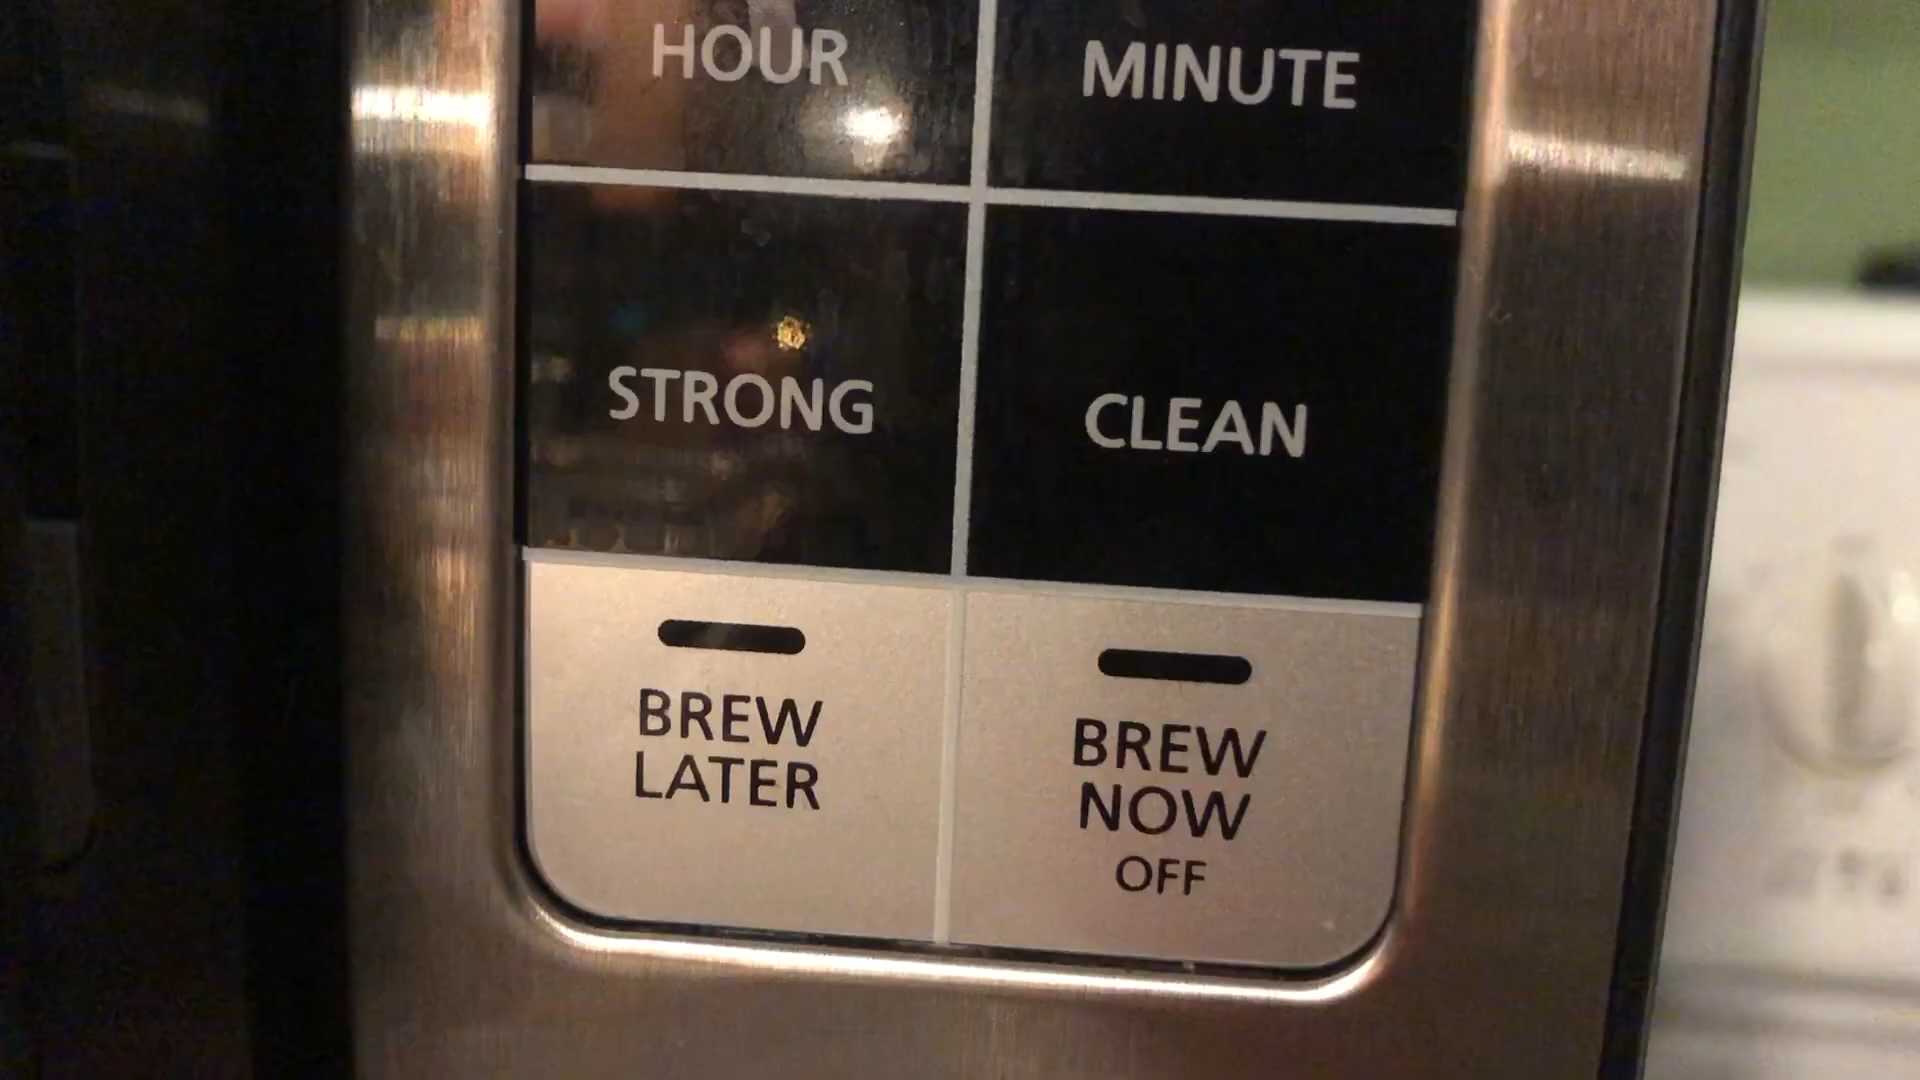 HOUR
MINUTE
STRONG
CLEAN
BREW
LATER
BREW
NOW
OFF